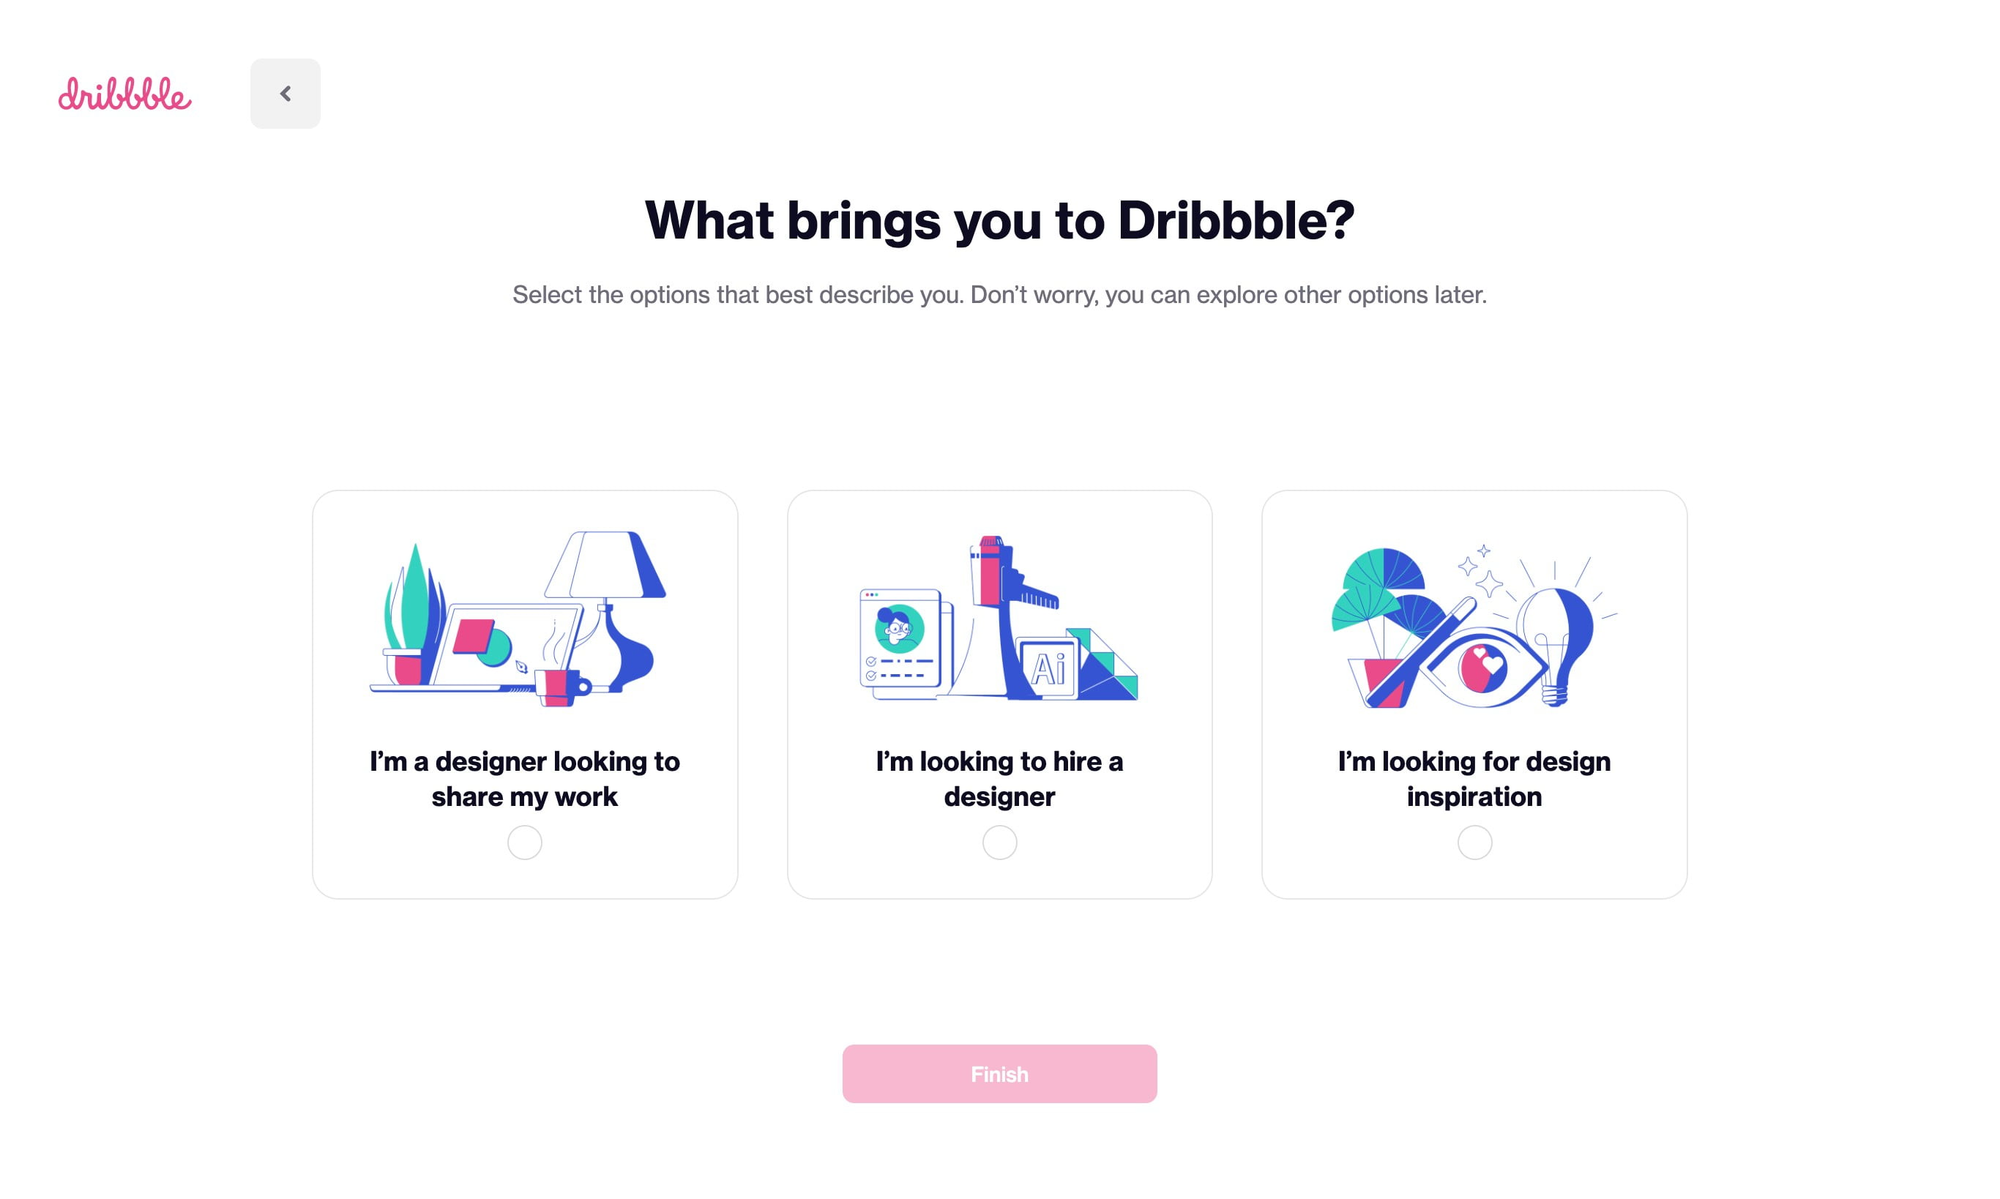 dribbble
What brings you to Dribbble?
Select the options that best describe you. Don’t worry, you can explore other options later.
Ai
I’m a designer looking to
share my work
I’m looking to hire a
designer
I’m looking for design
inspiration
Finish